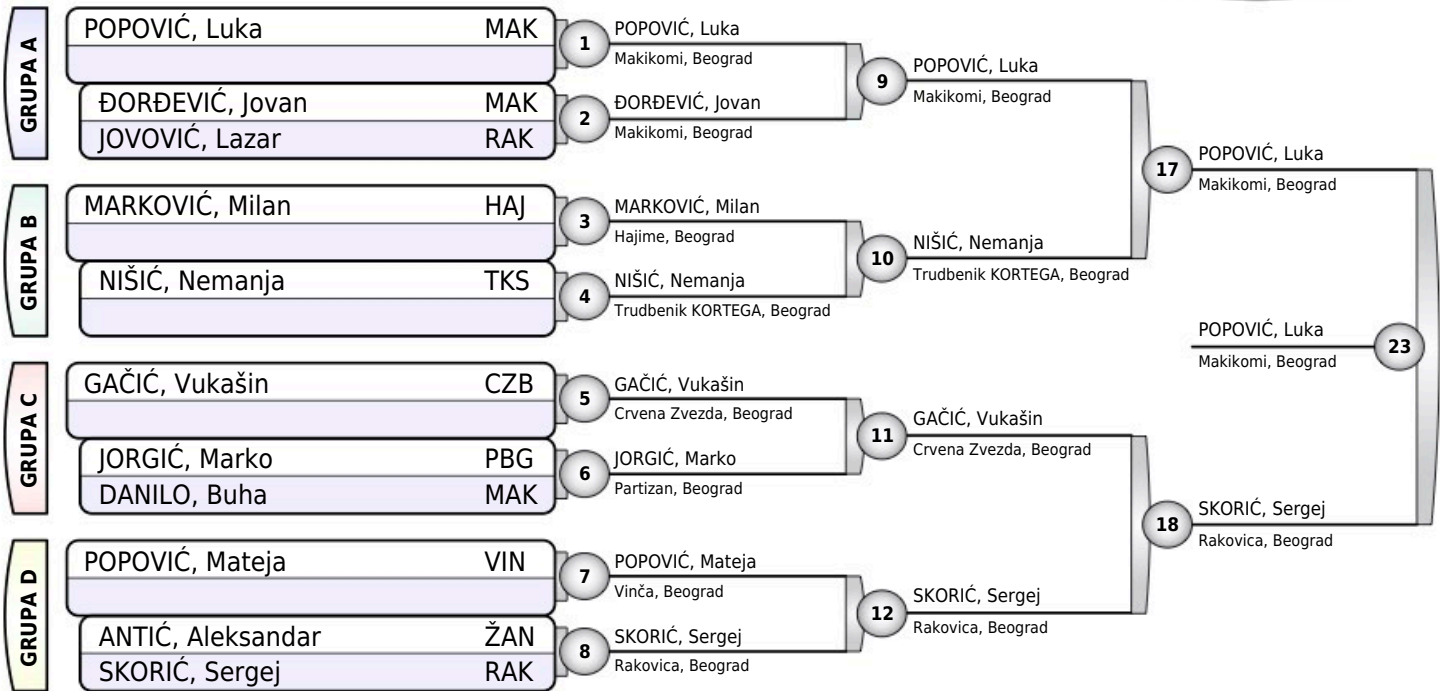 GRUPA A
POPOVIĆ, Luka MAK
ĐORĐEVIĆ, Jovan MAK
JOVOVIĆ, Lazar RAK
GRUPA B
MARKOVIĆ, Milan HAJ
NIŠIĆ, Nemanja TKS
GRUPA C
GAČIĆ, Vukašin CZB
JORGIĆ, Marko PBG
DANILO, Buha MAK
GRUPA D
POPOVIĆ, Mateja VIN
ANTIĆ, Aleksandar ŽAN
SKORIĆ, Sergej RAK
1
POPOVIĆ, Luka
Makikomi, Beograd
2
ĐORĐEVIĆ, Jovan
Makikomi, Beograd
3
MARKOVIĆ, Milan
Hajime, Beograd
4
NIŠIĆ, Nemanja
Trudbenik KORTEGA, Beograd
5
GAČIĆ, Vukašin
Crvena Zvezda, Beograd
6
JORGIĆ, Marko
Partizan, Beograd
7
POPOVIĆ, Mateja
Vinča, Beograd
8
SKORIĆ, Sergej
Rakovica, Beograd
9
POPOVIĆ, Luka
Makikomi, Beograd
10
NIŠIĆ, Nemanja
Trudbenik KORTEGA, Beograd
11
GAČIĆ, Vukašin
Crvena Zvezda, Beograd
12
SKORIĆ, Sergej
Rakovica, Beograd
17
POPOVIĆ, Luka
Makikomi, Beograd
18
SKORIĆ, Sergej
Rakovica, Beograd
POPOVIĆ, Luka
Makikomi, Beograd
23